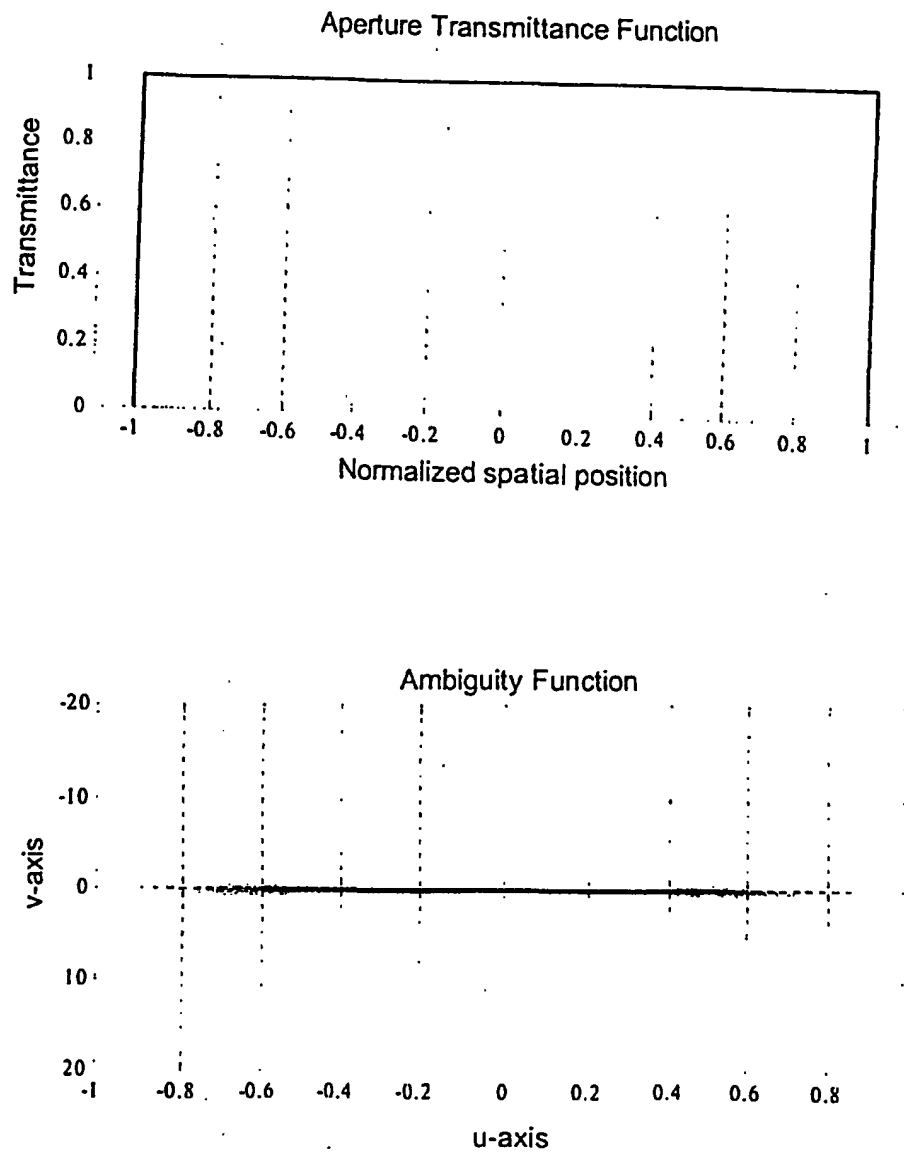 Aperture Transmittance Function
Transmittance
1
0.8
0.6
0.4
0.2
0
-1 -0.8 -0.6 -0.4 -0.2 0 0.2 0.4 0.6 0.8 1
Normalized spatial position
Ambiguity Function
v-axis
-20
-10
0
10
20
-1 -0.8 -0.6 -0.4 -0.2 0 0.2 0.4 0.6 0.8
u-axis